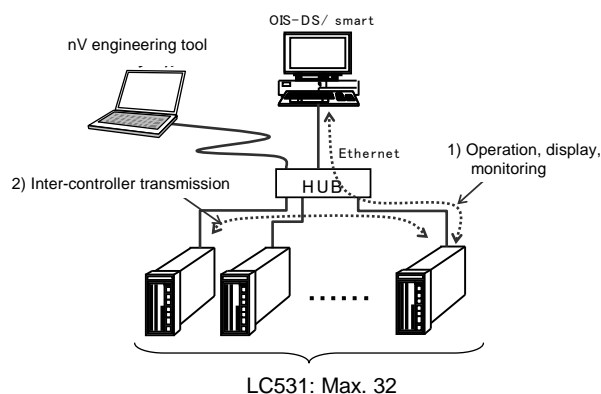 OIS-DS/ smart
nV engineering tool
Ethernet
1) Operation, display,
monitoring
HUB
2) Inter-controller transmission
......
LC531: Max. 32